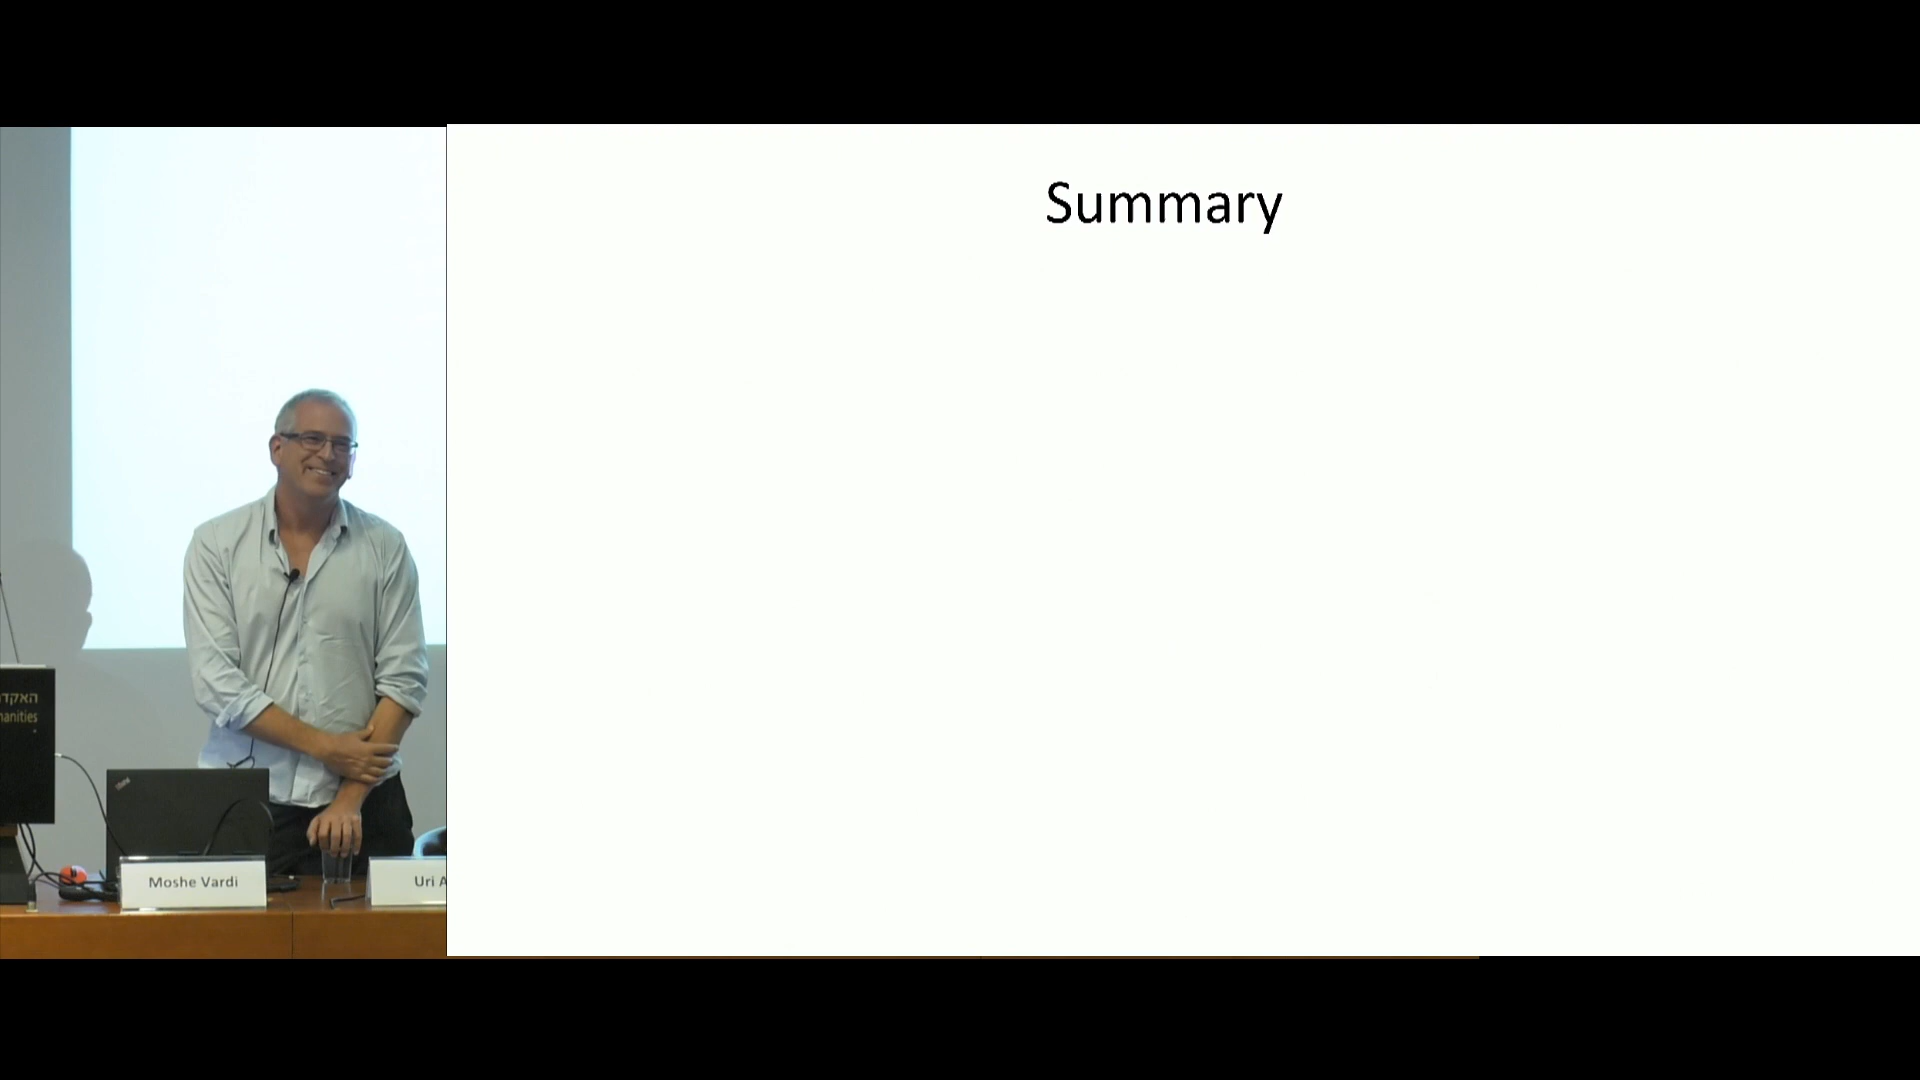 Summary
האקד
manities
Moshe Vardi
Uri A